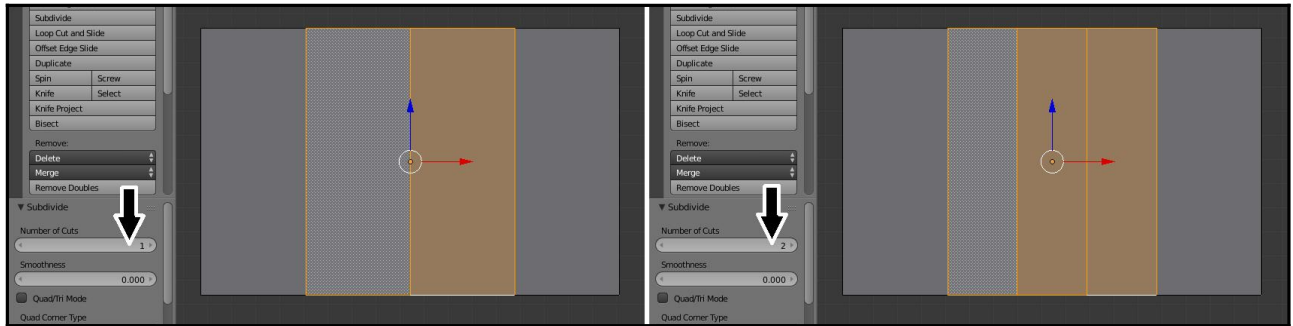 Subdivide
Loop Cut and Slide
Offset Edge Slide
Duplicate
Spin Screw
Knife Select
Knife Project
Bisect
Remove:
Delete
Merge
Remove Doubles
Subdivide
Number of Cuts
1
Smoothness
0.000
Quad/Tri Mode
Quad Corner Type
Subdivide
Loop Cut and Slide
Offset Edge Slide
Duplicate
Spin Screw
Knife Select
Knife Project
Bisect
Remove:
Delete
Merge
Remove Doubles
Subdivide
Number of Cuts
2
Smoothness
0.000
Quad/Tri Mode
Quad Corner Type